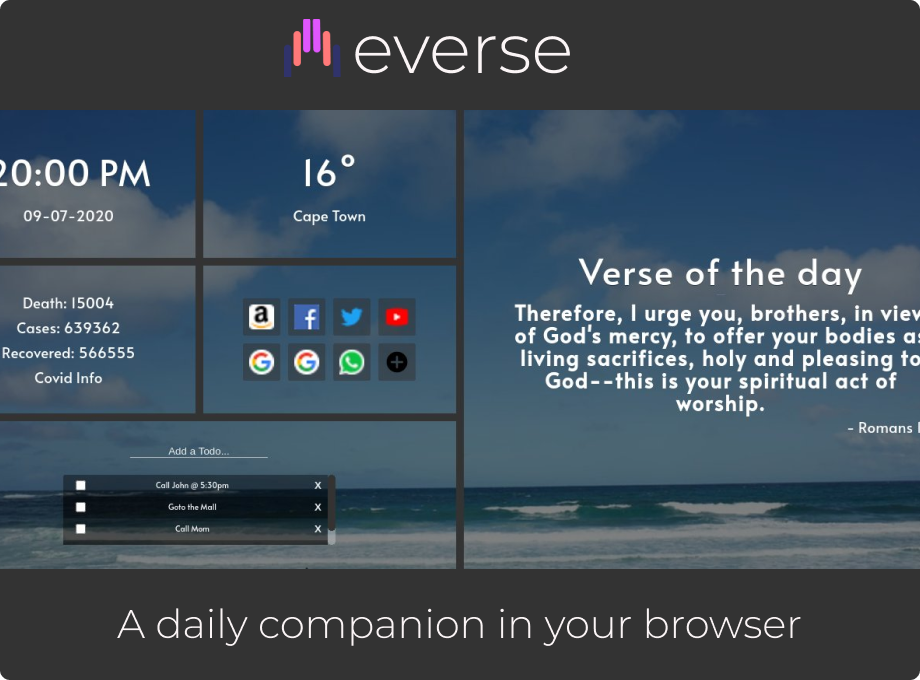 everse
20:00 PM
09-07-2020
16°
Cape Town
Death: 15004
Cases: 639362
Recovered: 566555
Covid Info
Add a Todo...
Call John @ 5:30pm X
Goto the Mall X
Call Mom X
Verse of the day
Therefore, I urge you, brothers, in view
of God's mercy, to offer your bodies as
living sacrifices, holy and pleasing to
God--this is your spiritual act of
worship.
- Romans
A daily companion in your browser